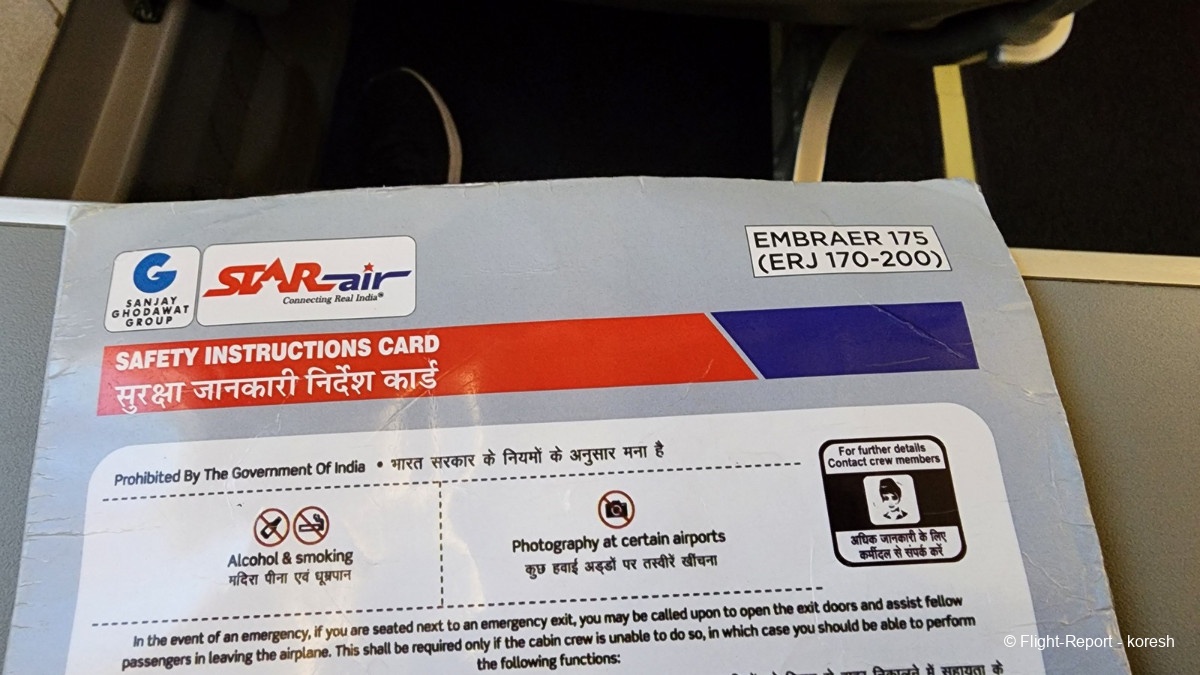 G
SANJAY
GHODAWAT
GROUP
STAR air
Connecting Real India®
EMBRAER 175
(ERJ 170-200)
SAFETY INSTRUCTIONS CARD
सुरक्षा जानकारी निर्देश कार्ड
Prohibited By The Government Of India • भारत सरकार के नियमों के अनुसार मना है
Alcohol & smoking
मदिरा पीना एवं धूम्रपान
Photography at certain airports
कुछ हवाई अड्डों पर तस्वीरें खींचना
For further details
Contact crew members
अधिक जानकारी के लिए
कर्मीदल से संपर्क करें
In the event of an emergency, if you are seated next to an emergency exit, you may be called upon to open the exit doors and assist fellow
passengers in leaving the airplane. This shall be required only if the cabin crew is unable to do so, in which case you should be able to perform
the following functions:
निकालने में सहायता के
© Flight-Report - koresh